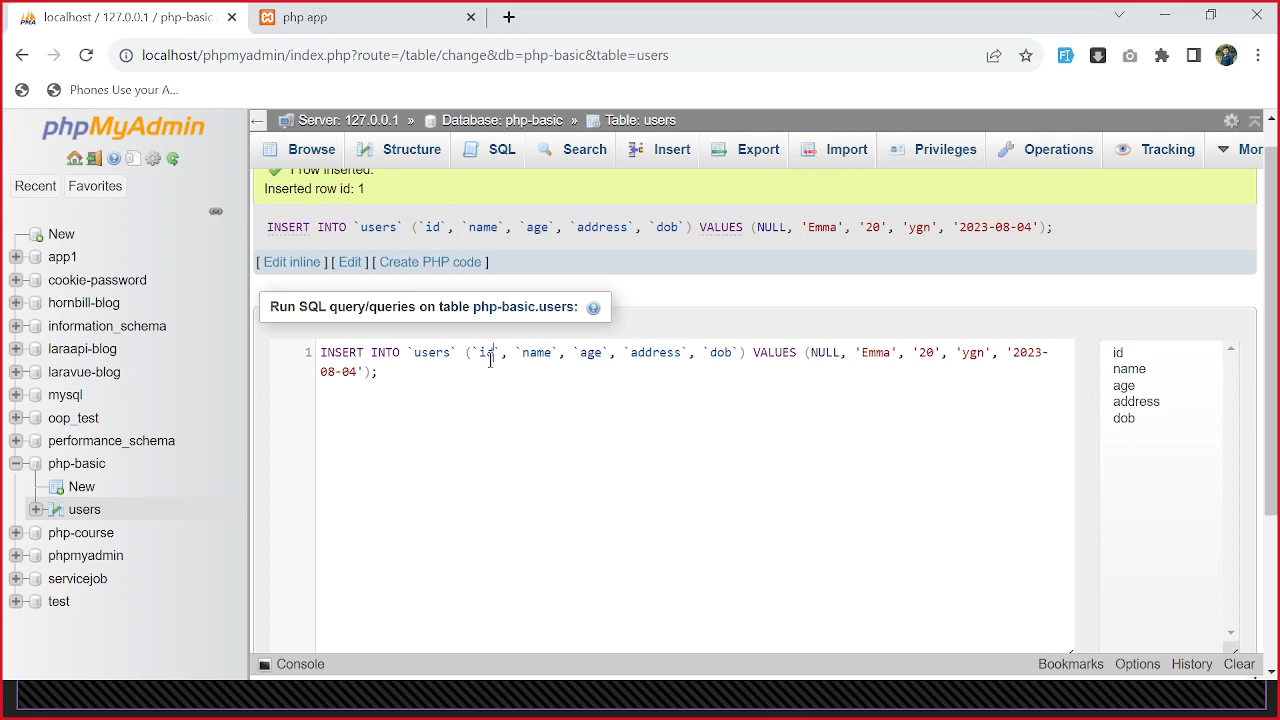 localhost / 127.0.0.1 / php-basic
php app
localhost/phpmyadmin/index.php?route=/table/change&db=php-basic&table=users
Phones Use your A...
phpMyAdmin
Recent
Favorites
New
app1
cookie-password
hornbill-blog
information_schema
laraapi-blog
laravue-blog
mysql
oop_test
performance_schema
php-basic
New
users
php-course
phpmyadmin
servicejob
test
Server: 127.0.0.1 » Database: php-basic » Table: users
Browse Structure SQL Search Insert Export Import Privileges Operations Tracking Mor
1 row inserted.
Inserted row id: 1
INSERT INTO `users` (`id`, `name`, `age`, `address`, `dob`) VALUES (NULL, 'Emma', '20', 'ygn', '2023-08-04');
[ Edit inline ] [ Edit ] [ Create PHP code ]
Run SQL query/queries on table php-basic.users:
1 INSERT INTO `users` (`id`, `name`, `age`, `address`, `dob`) VALUES (NULL, 'Emma', '20', 'ygn', '2023-
08-04');
id
name
age
address
dob
Console
Bookmarks Options History Clear